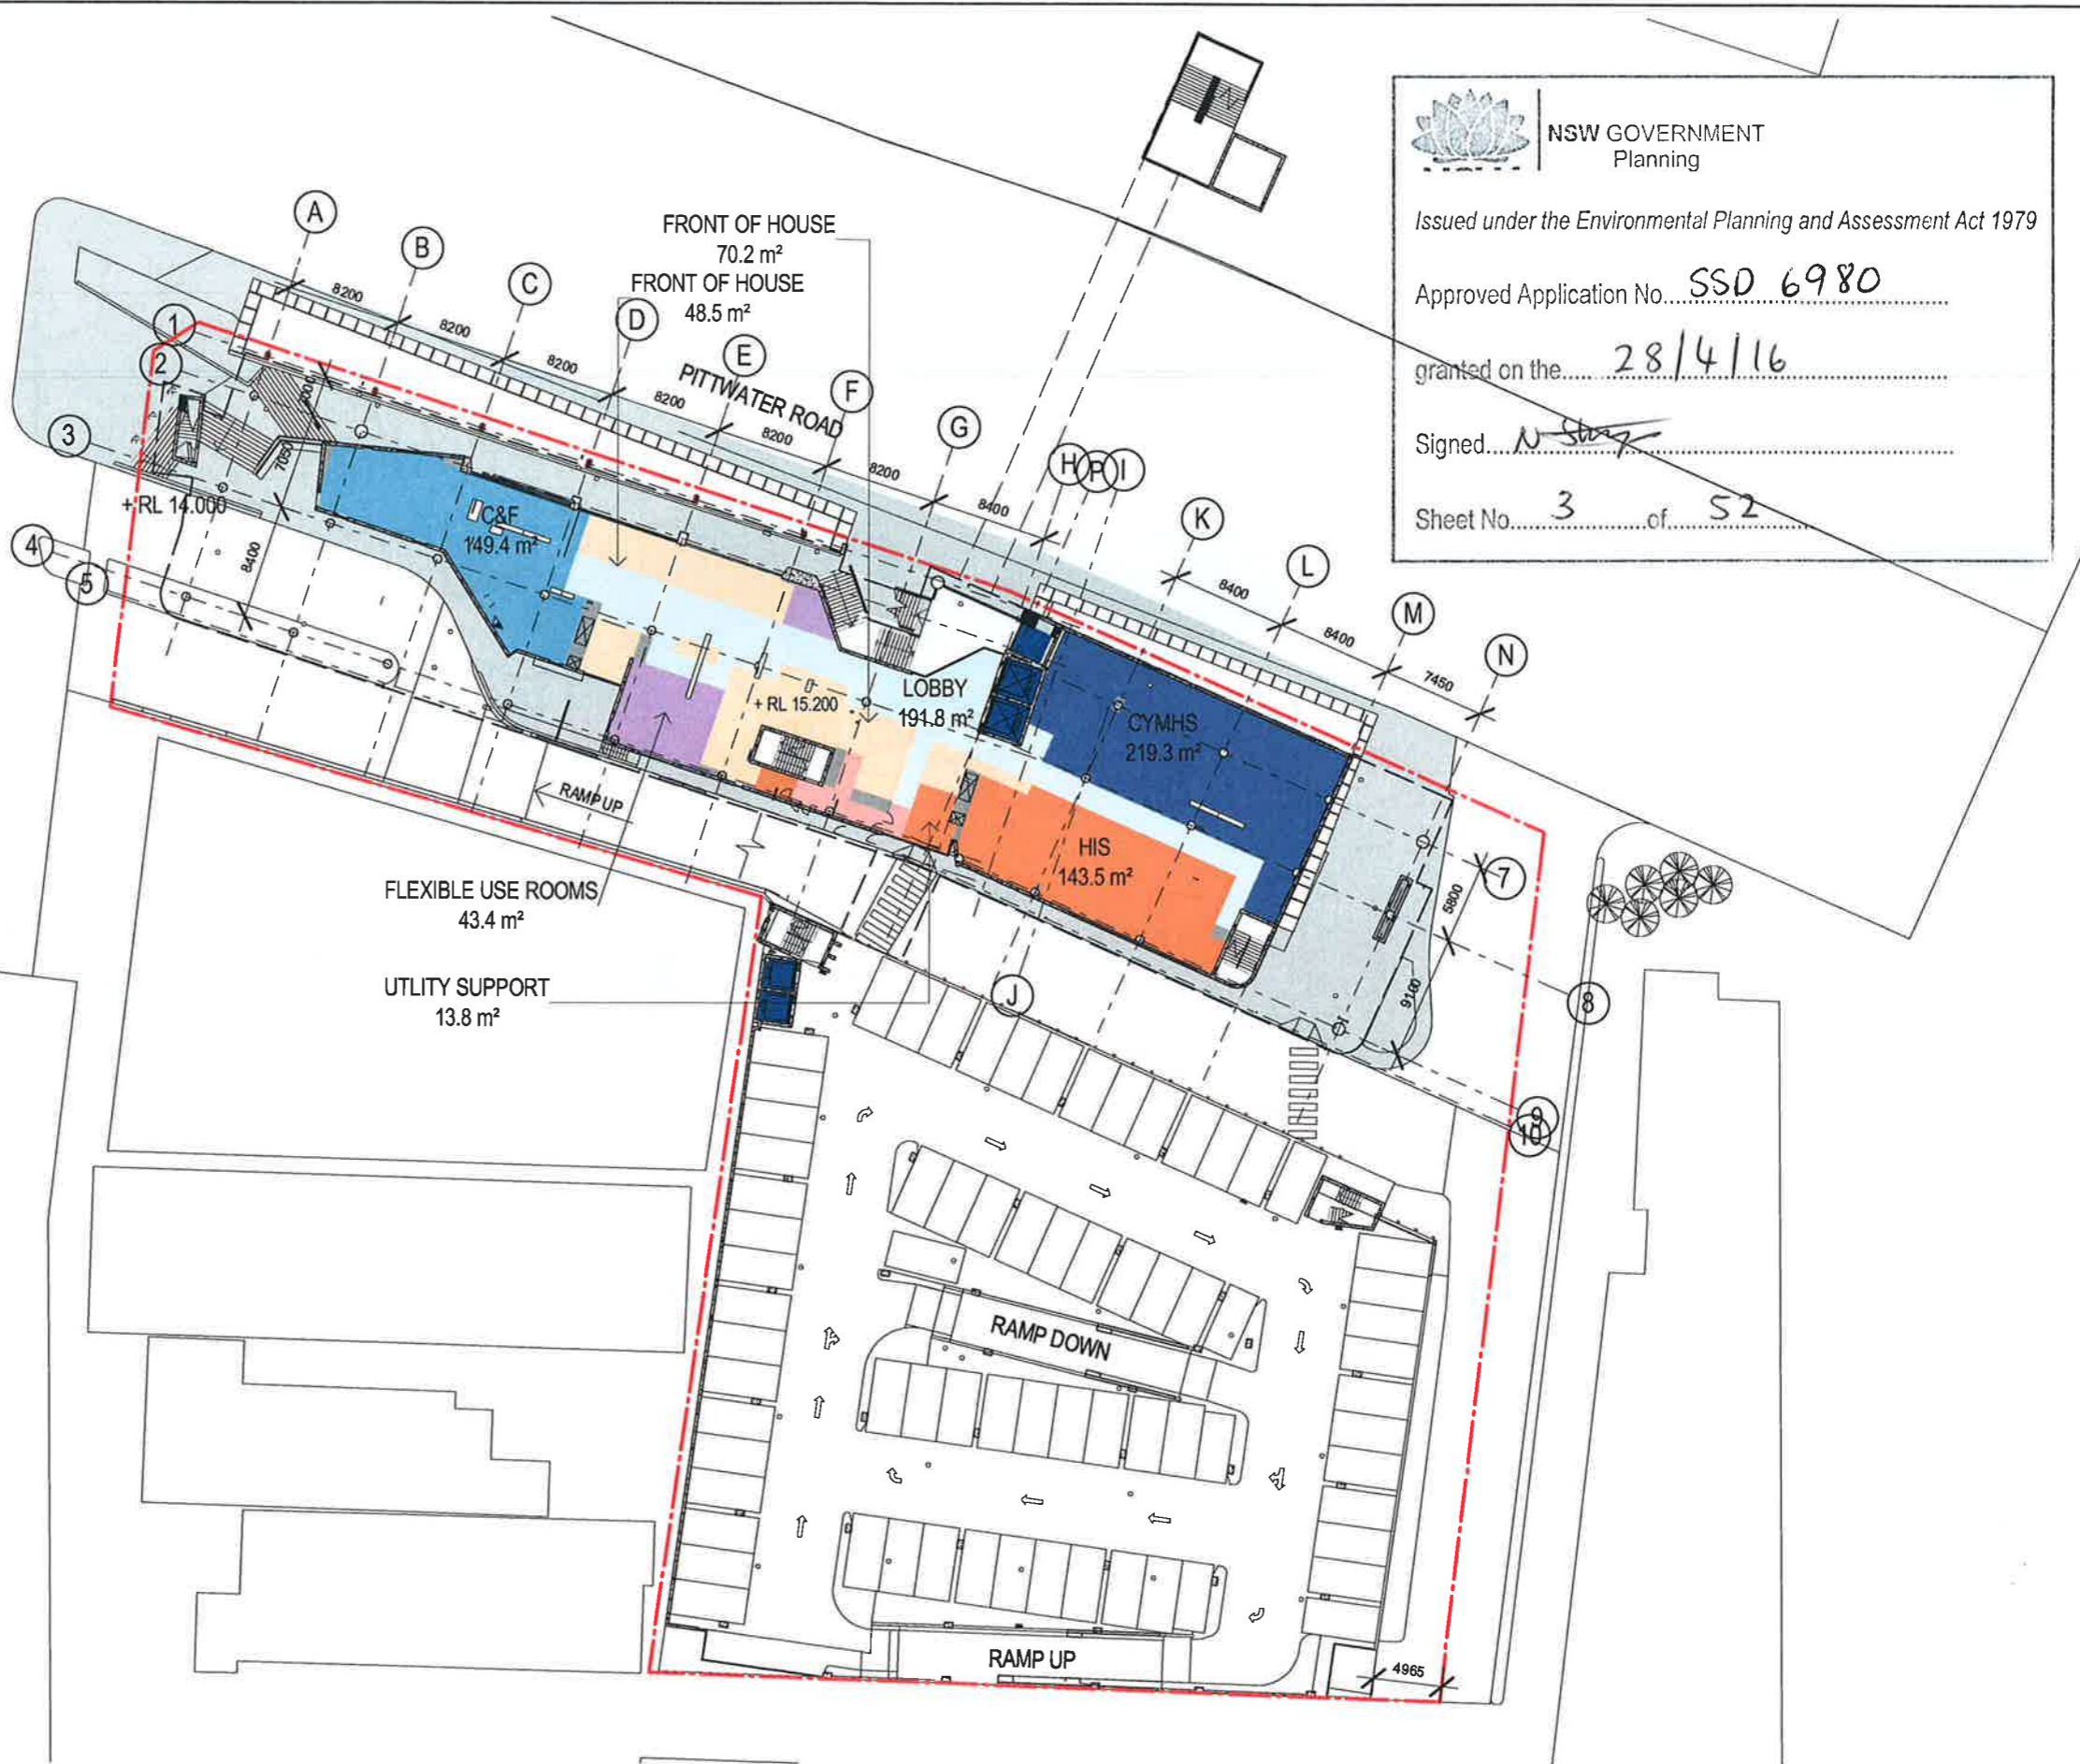 NSW GOVERNMENT
Planning
Issued under the Environmental Planning and Assessment Act 1979
Approved Application No. SSD 6980
granted on the 28/4/16
Signed
Sheet No. 3 of 52
A
B
C
D
E
F
G
H
P
I
K
L
M
N
J
1
2
3
4
5
7
8
9
10
8200
8200
8200
8200
8200
8200
8400
8400
8400
7450
FRONT OF HOUSE
70.2 m²
FRONT OF HOUSE
48.5 m²
PITTWATER ROAD
7050
8400
+ RL 14.000
C&F
149.4 m²
+ RL 15.200
LOBBY
191.8 m²
CYMHS
219.3 m²
HIS
143.5 m²
5800
9100
RAMP UP
FLEXIBLE USE ROOMS
43.4 m²
UTLITY SUPPORT
13.8 m²
RAMP DOWN
RAMP UP
4965